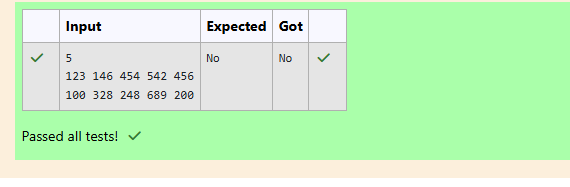 Input Expected Got
5 No No
123 146 454 542 456
100 328 248 689 200
Passed all tests!